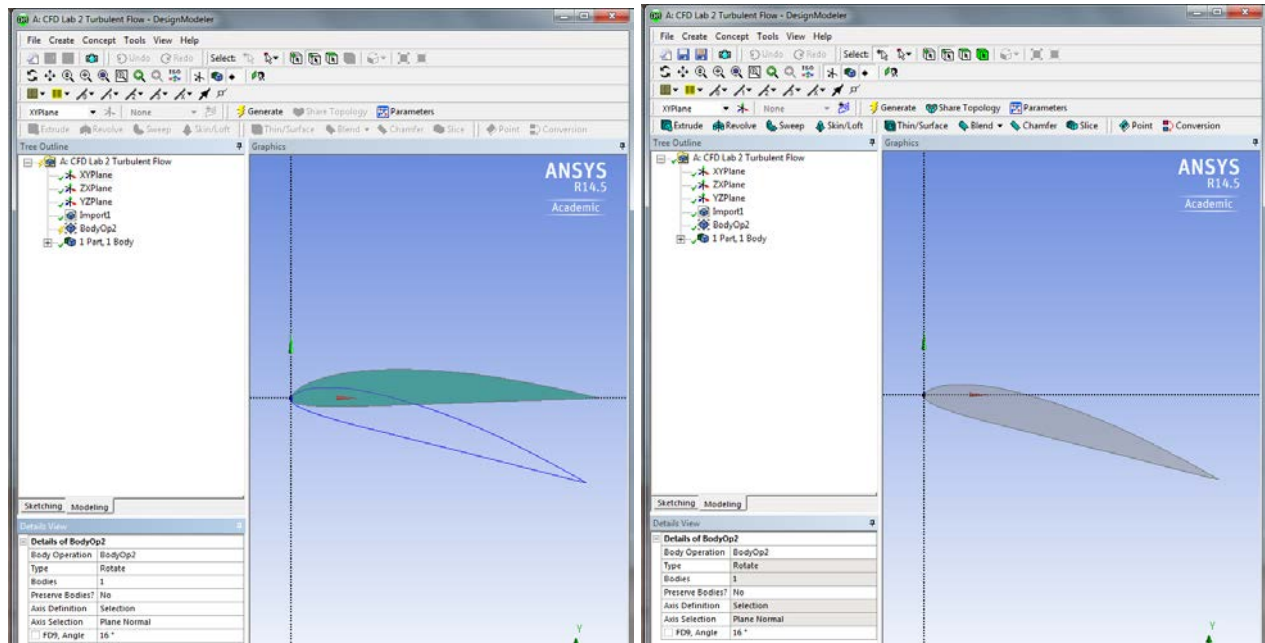 A: CFD Lab 2 Turbulent Flow - DesignModeler
File Create Concept Tools View Help
Undo Redo Select:
XYPlane None Generate Share Topology Parameters
Extrude Revolve Sweep Skin/Loft Thin/Surface Blend Chamfer Slice Point Conversion
Tree Outline
Graphics
A: CFD Lab 2 Turbulent Flow
XYPlane
ZXPlane
YZPlane
Import1
BodyOp2
1 Part, 1 Body
ANSYS
R14.5
Academic
Sketching Modeling
Details View
Details of BodyOp2
Body Operation BodyOp2
Type Rotate
Bodies 1
Preserve Bodies? No
Axis Definition Selection
Axis Selection Plane Normal
FD9, Angle 16 °
Y
A: CFD Lab 2 Turbulent Flow - DesignModeler
File Create Concept Tools View Help
Undo Redo Select:
XYPlane None Generate Share Topology Parameters
Extrude Revolve Sweep Skin/Loft Thin/Surface Blend Chamfer Slice Point Conversion
Tree Outline
Graphics
A: CFD Lab 2 Turbulent Flow
XYPlane
ZXPlane
YZPlane
Import1
BodyOp2
1 Part, 1 Body
ANSYS
R14.5
Academic
Sketching Modeling
Details View
Details of BodyOp2
Body Operation BodyOp2
Type Rotate
Bodies 1
Preserve Bodies? No
Axis Definition Selection
Axis Selection Plane Normal
FD9, Angle 16 °
Y